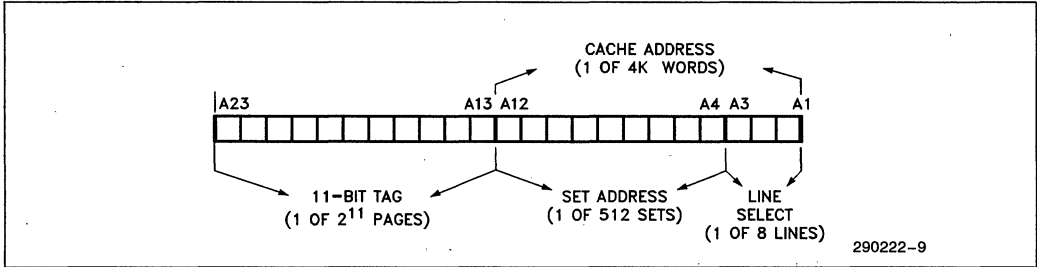 CACHE ADDRESS
(1 OF 4K WORDS)
A23 A13 A12 A4 A3 A1
11-BIT TAG
(1 OF 2¹¹ PAGES)
SET ADDRESS
(1 OF 512 SETS)
LINE
SELECT
(1 OF 8 LINES)
290222-9